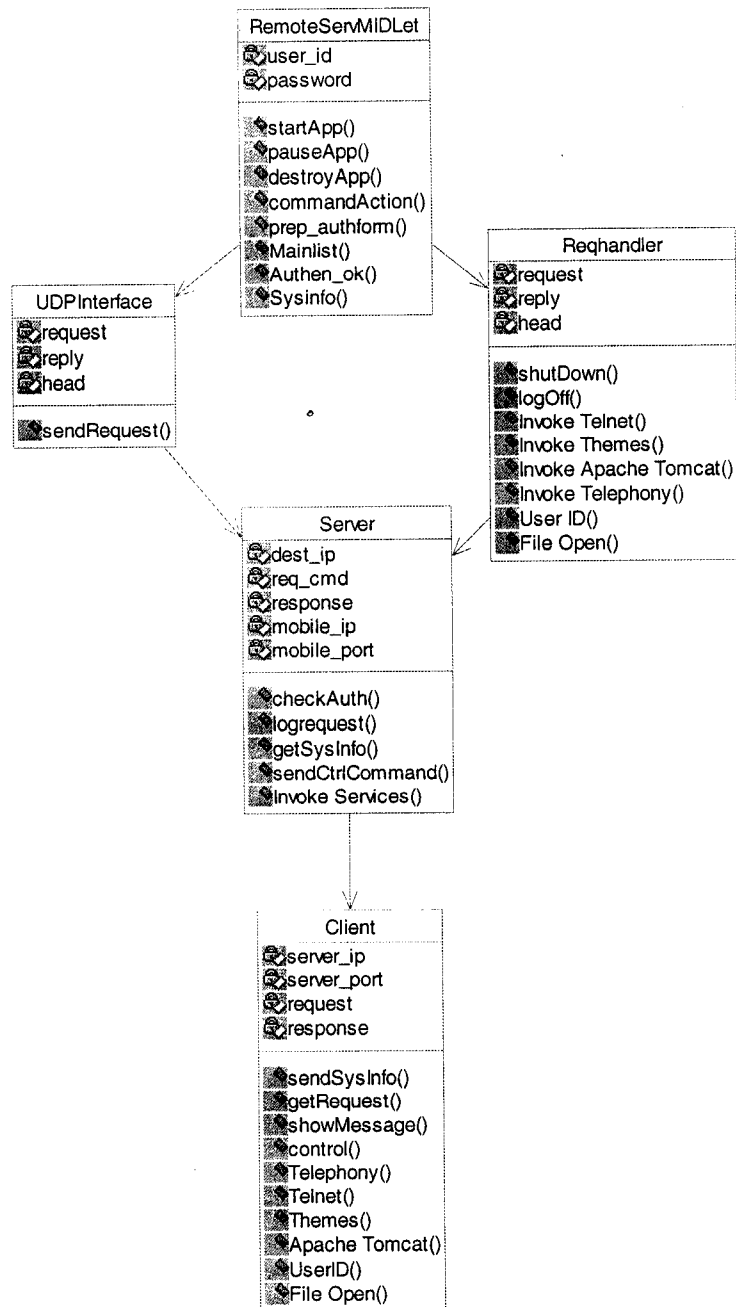 RemoteServMIDLet
user_id
password
startApp()
pauseApp()
destroyApp()
commandAction()
prep_authform()
Mainlist()
Authen_ok()
Sysinfo()
UDPInterface
request
reply
head
sendRequest()
Reqhandler
request
reply
head
shutDown()
logOff()
Invoke Telnet()
Invoke Themes()
Invoke Apache Tomcat()
Invoke Telephony()
User ID()
File Open()
Server
dest_ip
req_cmd
response
mobile_ip
mobile_port
checkAuth()
logrequest()
getSysInfo()
sendCtrlCommand()
Invoke Services()
Client
server_ip
server_port
request
response
sendSysInfo()
getRequest()
showMessage()
control()
Telephony()
Telnet()
Themes()
Apache Tomcat()
UserID()
File Open()